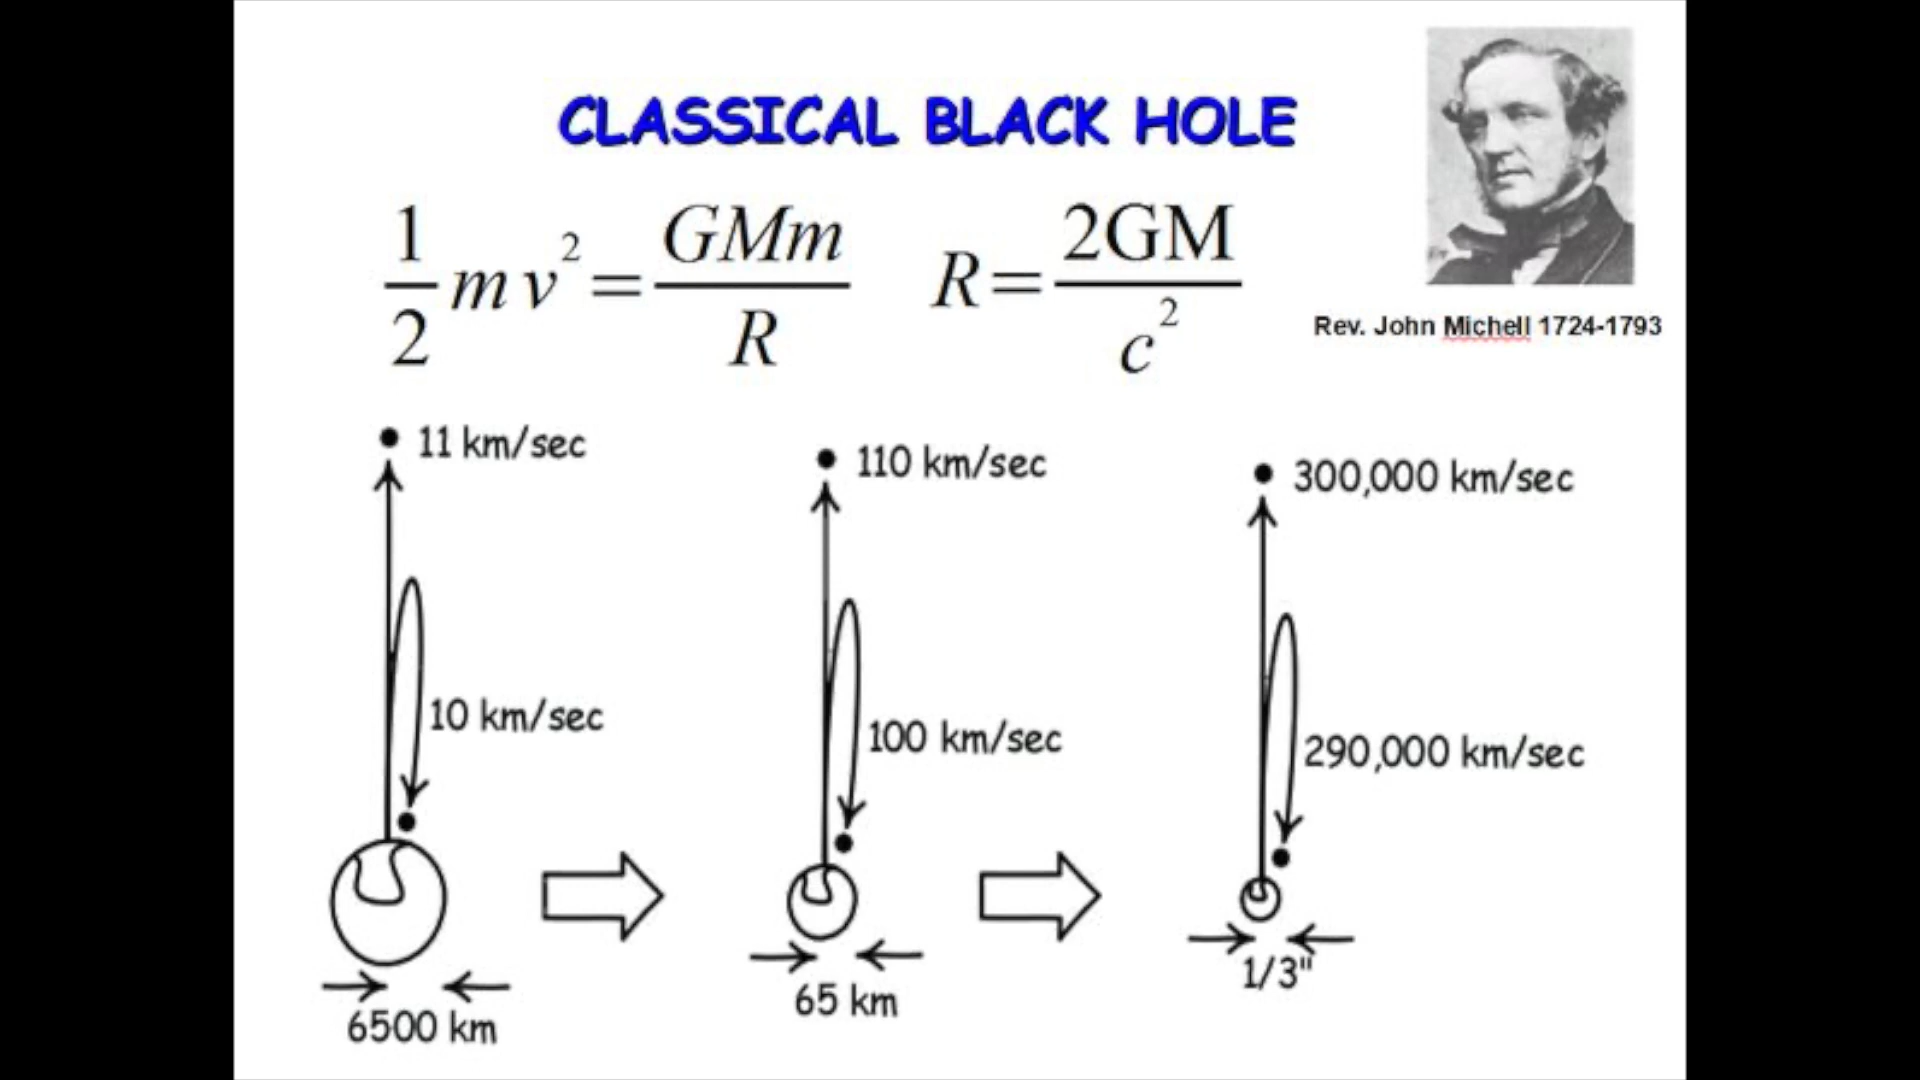 CLASSICAL BLACK HOLE
1/2 m v² = GMm/R
R = 2GM/c²
Rev. John Michell 1724-1793
11 km/sec
110 km/sec
300,000 km/sec
10 km/sec
100 km/sec
290,000 km/sec
6500 km
65 km
1/3"